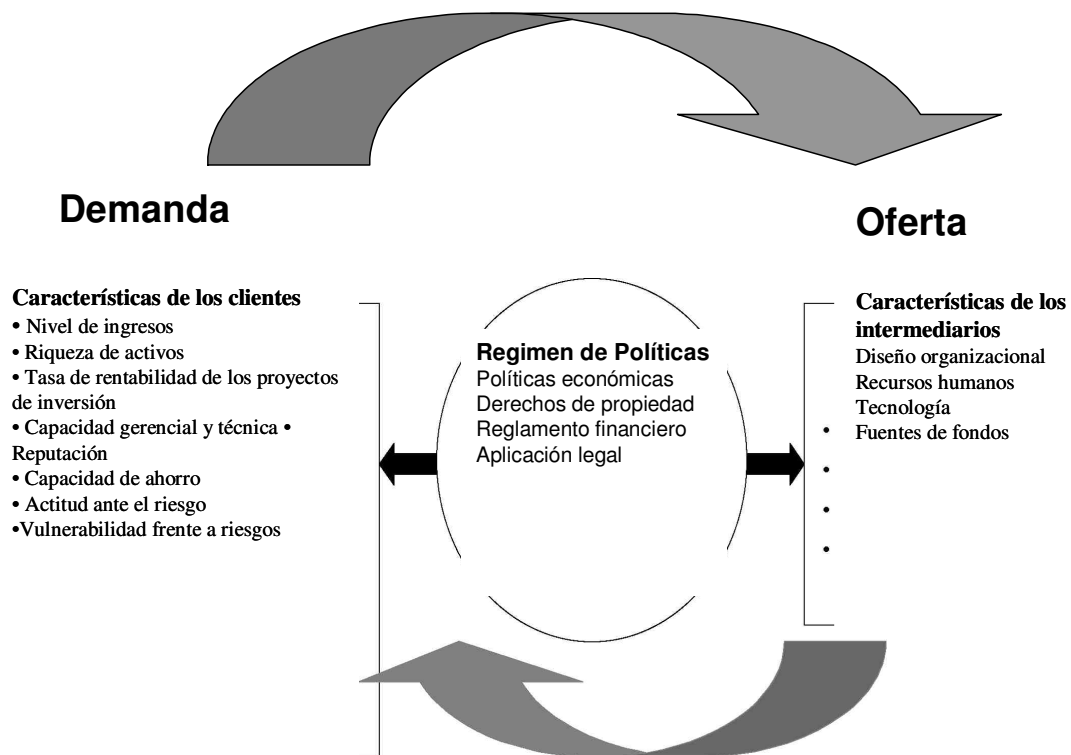 Demanda
Características de los clientes
• Nivel de ingresos
• Riqueza de activos
• Tasa de rentabilidad de los proyectos
de inversión
• Capacidad gerencial y técnica •
Reputación
• Capacidad de ahorro
• Actitud ante el riesgo
•Vulnerabilidad frente a riesgos
Regimen de Políticas
Políticas económicas
Derechos de propiedad
Reglamento financiero
Aplicación legal
Oferta
Características de los
intermediarios
Diseño organizacional
Recursos humanos
Tecnología
• Fuentes de fondos
•
•
•